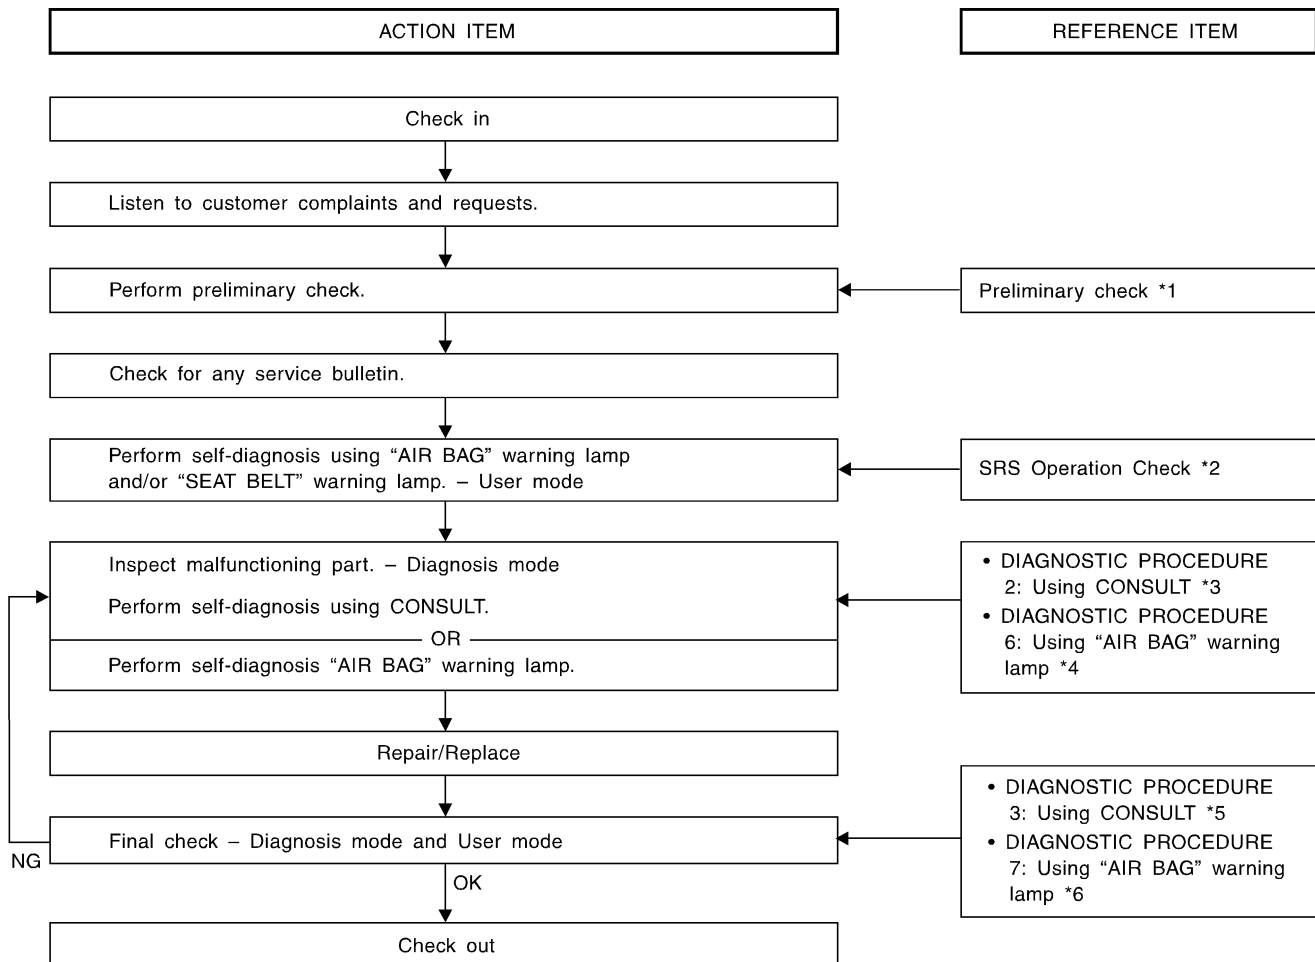 ACTION ITEM
REFERENCE ITEM
Check in
Listen to customer complaints and requests.
Perform preliminary check.
Preliminary check *1
Check for any service bulletin.
Perform self-diagnosis using “AIR BAG” warning lamp
and/or “SEAT BELT” warning lamp. – User mode
SRS Operation Check *2
Inspect malfunctioning part. – Diagnosis mode
Perform self-diagnosis using CONSULT.
OR
Perform self-diagnosis “AIR BAG” warning lamp.
• DIAGNOSTIC PROCEDURE
2: Using CONSULT *3
• DIAGNOSTIC PROCEDURE
6: Using “AIR BAG” warning
lamp *4
Repair/Replace
Final check – Diagnosis mode and User mode
• DIAGNOSTIC PROCEDURE
3: Using CONSULT *5
• DIAGNOSTIC PROCEDURE
7: Using “AIR BAG” warning
lamp *6
NG
OK
Check out